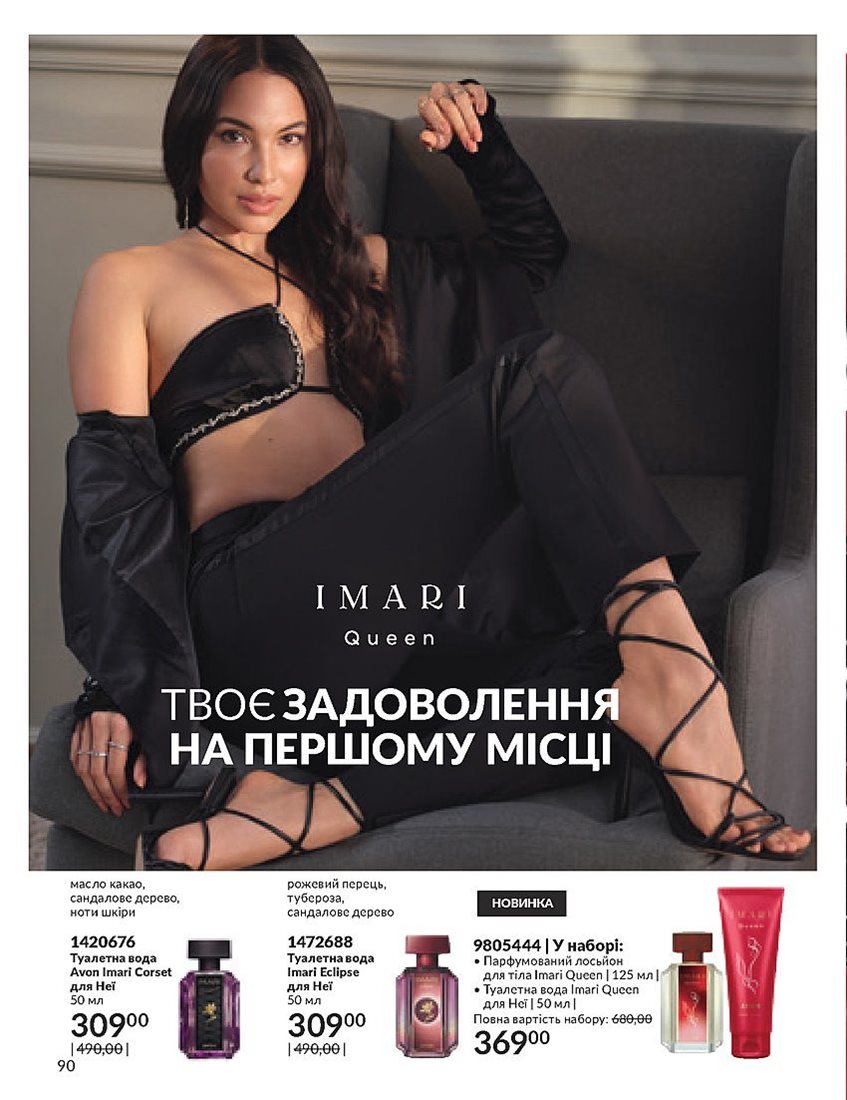 IMARI
Queen
ТВОЄ ЗАДОВОЛЕННЯ
НА ПЕРШОМУ МІСЦІ
масло какао,
сандалове дерево,
ноти шкіри
1420676
Туалетна вода
Avon Imari Corset
для Неї
50 мл
309⁰⁰
| 490,00 |
рожевий перець,
тубероза,
сандалове дерево
1472688
Туалетна вода
Imari Eclipse
для Неї
50 мл
309⁰⁰
| 490,00 |
НОВИНКА
9805444 | У наборі:
• Парфумований лосьйон
для тіла Imari Queen | 125 мл |
• Туалетна вода Imari Queen
для Неї | 50 мл |
Повна вартість набору: 680,00
369⁰⁰
IMARI
Queen
90